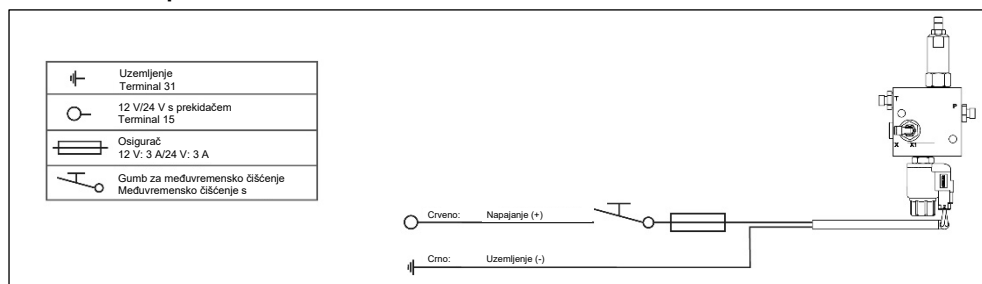 Uzemljenje
Terminal 31
12 V/24 V s prekidačem
Terminal 15
Osigurač
12 V: 3 A/24 V: 3 A
Gumb za međuvremensko čišćenje
Međuvremensko čišćenje s
T
P
X X1
Crveno: Napajanje (+)
Crno: Uzemljenje (-)